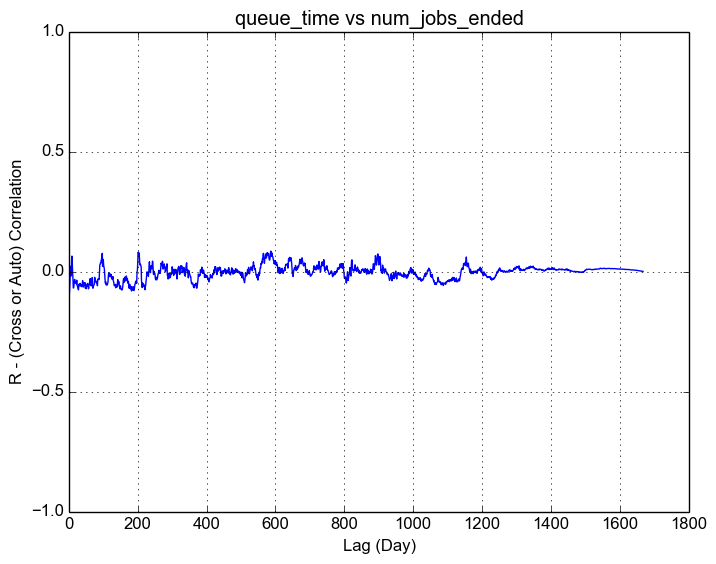 queue_time vs num_jobs_ended
1.0
0.5
0.0
−0.5
−1.0
R - (Cross or Auto) Correlation
0 200 400 600 800 1000 1200 1400 1600 1800
Lag (Day)